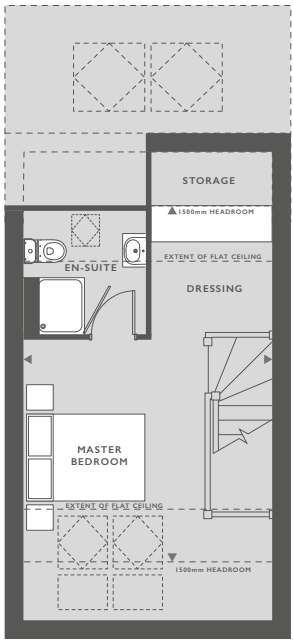 STORAGE
1500mm HEADROOM
EXTENT OF FLAT CEILING
EN-SUITE
DRESSING
MASTER
BEDROOM
EXTENT OF FLAT CEILING
1500mm HEADROOM